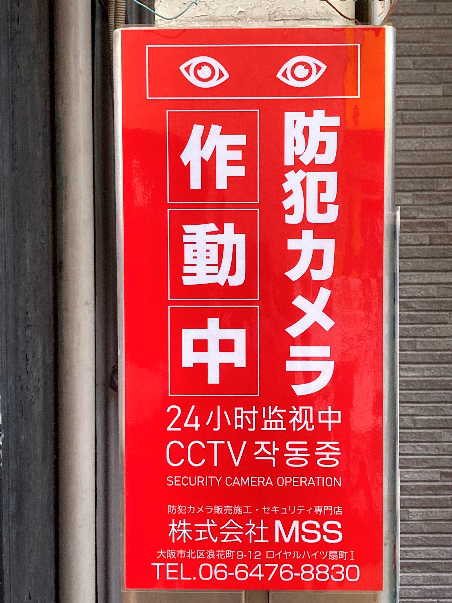 防犯カメラ
作動中
24小时监视中
CCTV 작동중
SECURITY CAMERA OPERATION
防犯カメラ販売施工・セキュリティ専門店
株式会社MSS
大阪市北区浪花町9-12 ロイヤルハイツ扇町Ⅰ
TEL.06-6476-8830